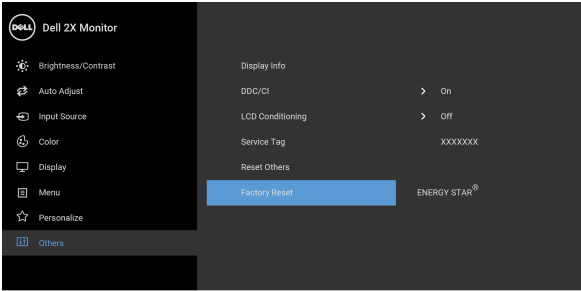 DELL Dell 2X Monitor
Brightness/Contrast
Auto Adjust
Input Source
Color
Display
Menu
Personalize
Others
Display Info
DDC/CI > On
LCD Conditioning > Off
Service Tag XXXXXXX
Reset Others
Factory Reset ENERGY STAR®